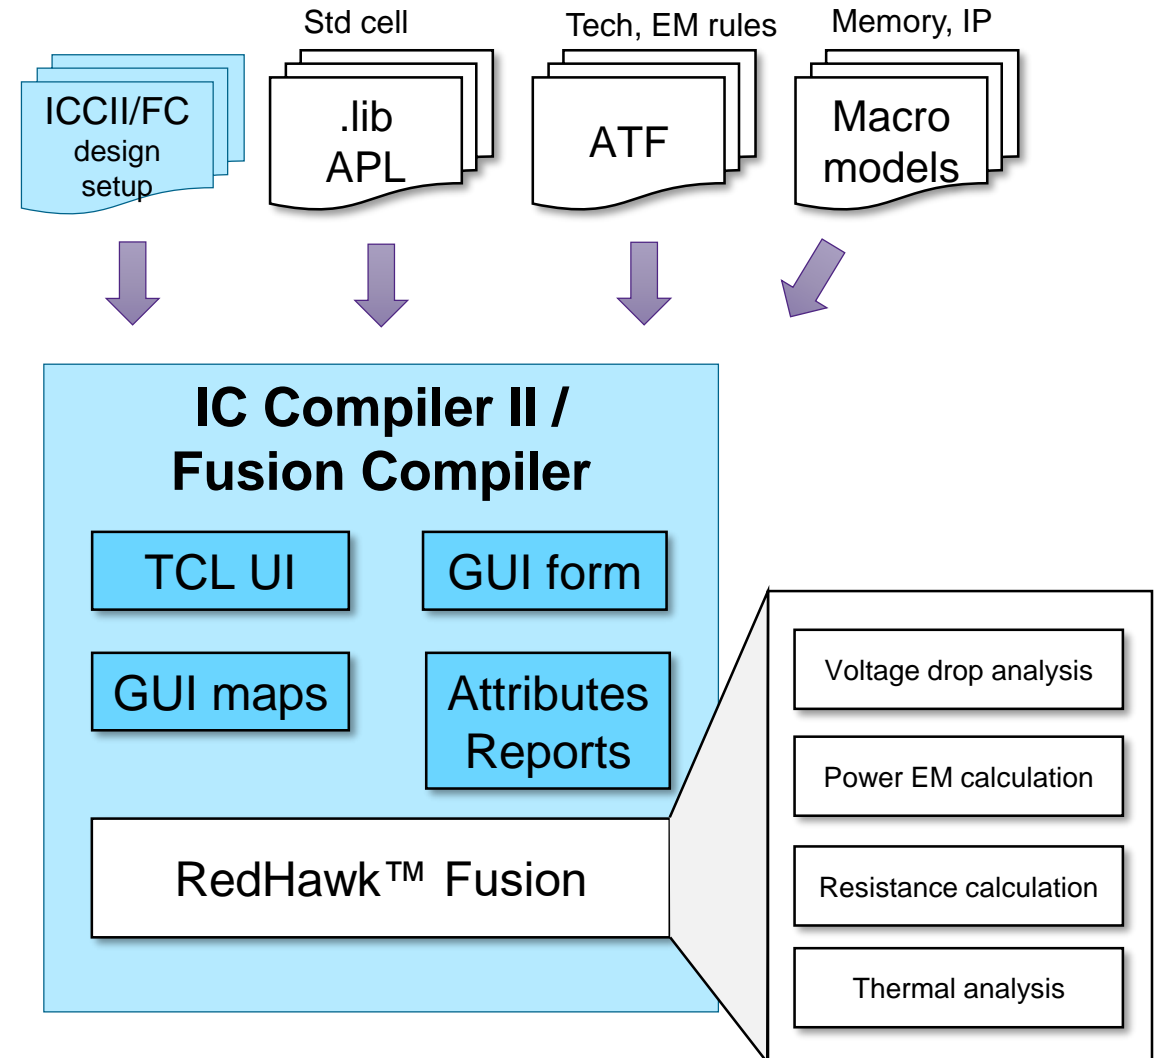 Std cell
Tech, EM rules
Memory, IP
ICCII/FC
design
setup
.lib
APL
ATF
Macro
models
IC Compiler II /
Fusion Compiler
TCL UI
GUI form
GUI maps
Attributes
Reports
RedHawk™ Fusion
Voltage drop analysis
Power EM calculation
Resistance calculation
Thermal analysis